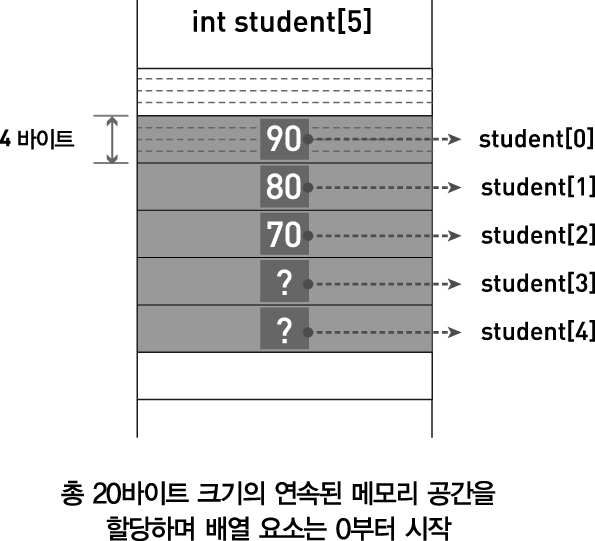 int student[5]
4 바이트
90
student[0]
80
student[1]
70
student[2]
?
student[3]
?
student[4]
총 20바이트 크기의 연속된 메모리 공간을
할당하며 배열 요소는 0부터 시작